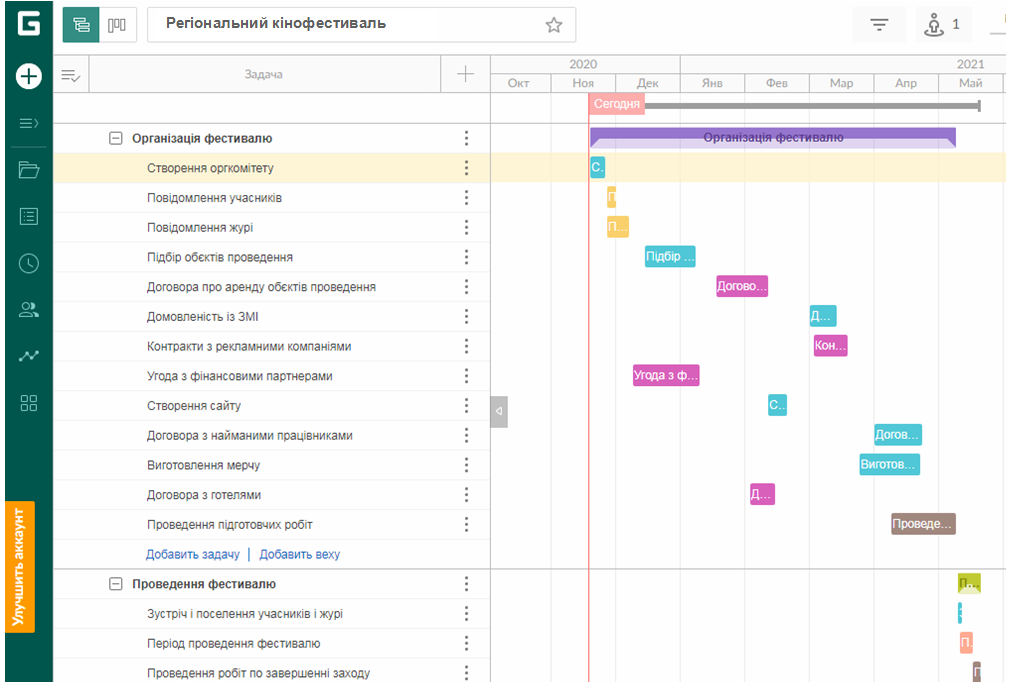 G
Регіональний кінофестиваль
1
Задача
2020
2021
Окт
Ноя
Дек
Янв
Фев
Мар
Апр
Май
Сегодня
Організація фестивалю
Організація фестивалю
Створення оргкомітету
С.
Повідомлення учасників
П
Повідомлення журі
П...
Підбір обєктів проведення
Підбір ...
Договора про аренду обєктів проведення
Догово...
Домовленість із ЗМІ
Д...
Контракти з рекламними компаніями
Кон...
Угода з фінансовими партнерами
Угода з ф...
Створення сайту
С..
Договора з найманими працівниками
Догов...
Виготовлення мерчу
Виготов...
Договора з готелями
Д...
Проведення підготовчих робіт
Проведе...
Добавить задачу | Добавить веху
Улучшить аккаунт
Проведення фестивалю
П...
Зустріч і поселення учасників і журі
Період проведення фестивалю
П.
Проведення робіт по завершенні заходу
П